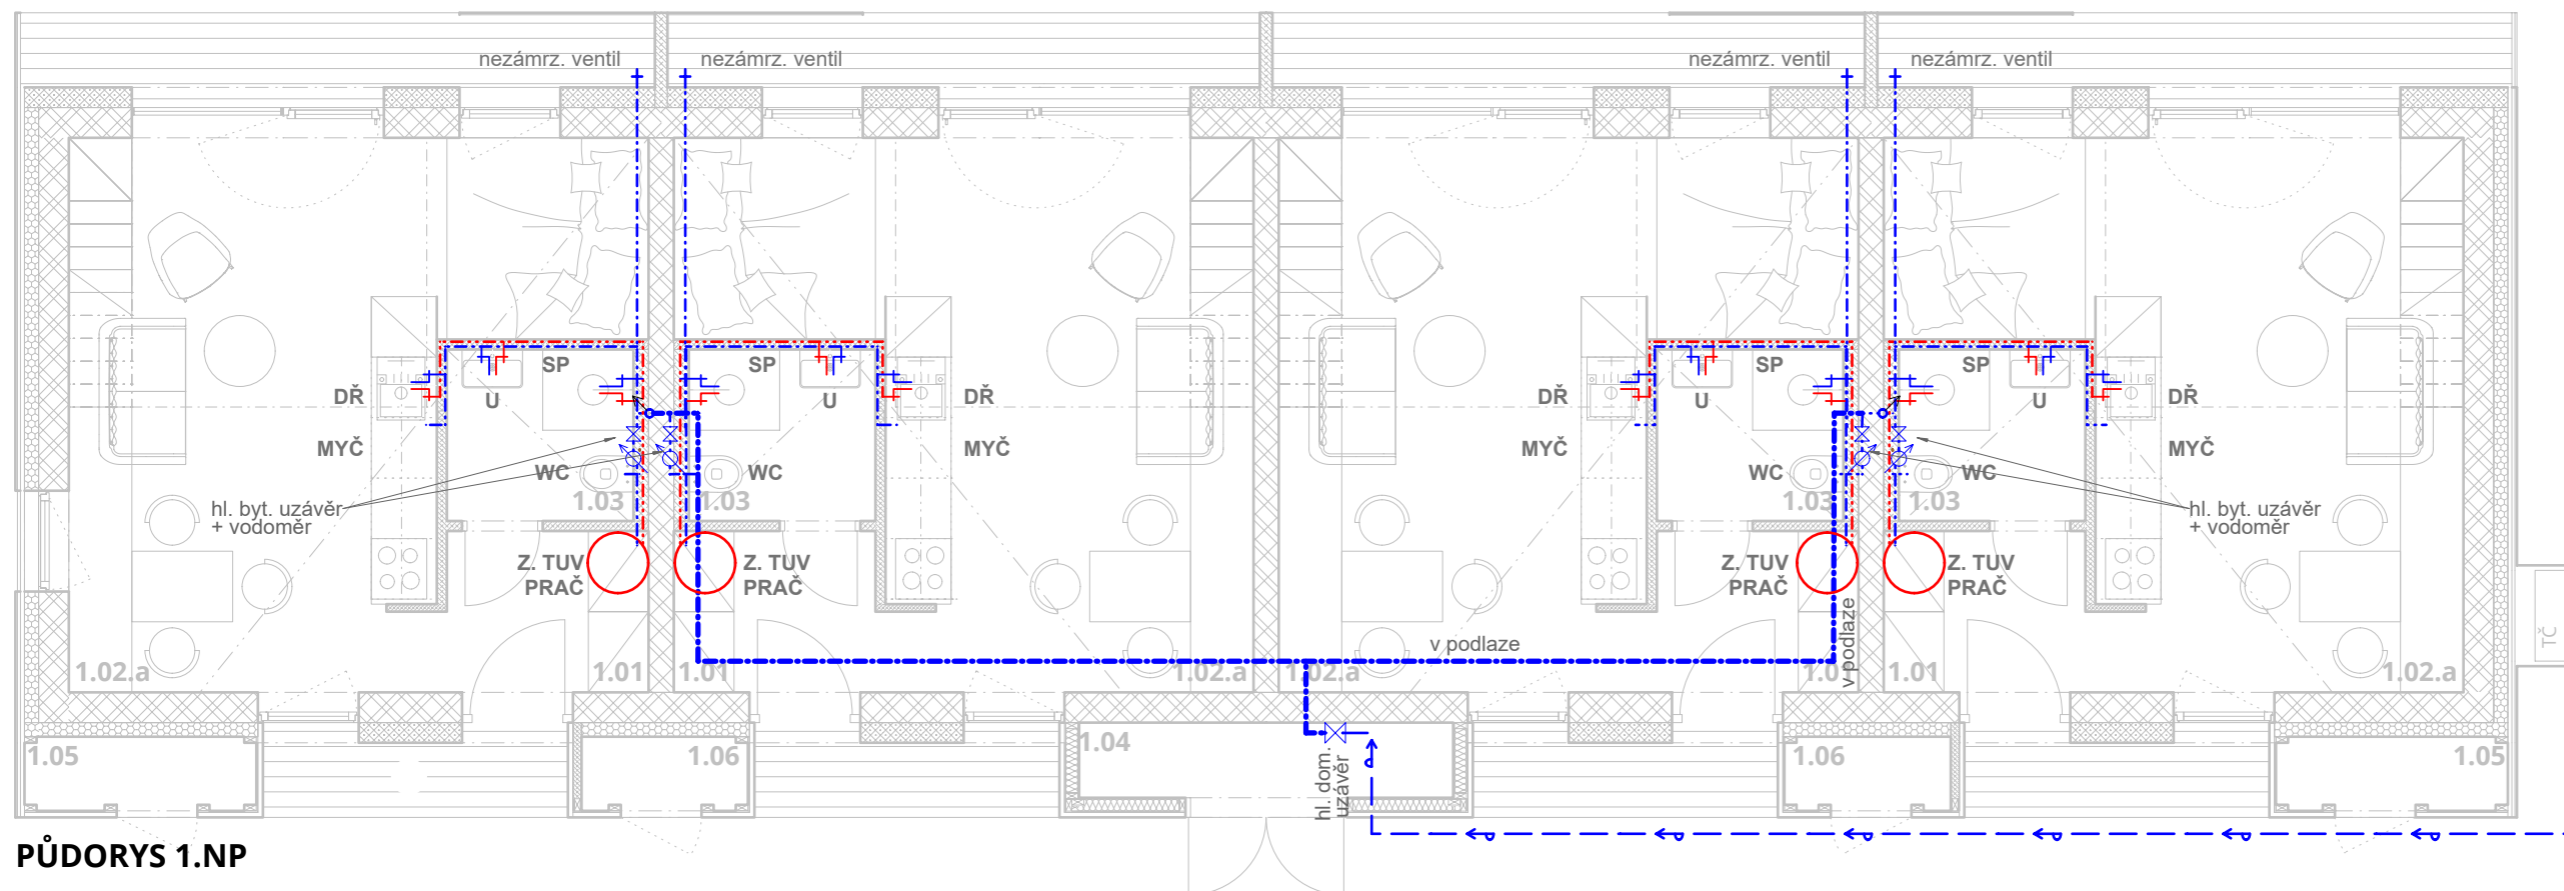 nezámrz. ventil nezámrz. ventil nezámrz. ventil nezámrz. ventil
SP SP SP SP
DŘ U U DŘ DŘ U U DŘ
MYČ MYČ MYČ MYČ
WC WC WC WC
1.03 1.03 1.03 1.03
hl. byt. uzávěr
+ vodoměr
hl. byt. uzávěr
+ vodoměr
Z. TUV
PRAČ
Z. TUV
PRAČ
Z. TUV
PRAČ
Z. TUV
PRAČ
v podlaze
v podlaze
TČ
1.02.a 1.01 1.01 1.02.a 1.02.a 1.01 1.01 1.02.a
1.05 1.06 1.04 1.06 1.05
hl. dom.
uzávěr
PŮDORYS 1.NP